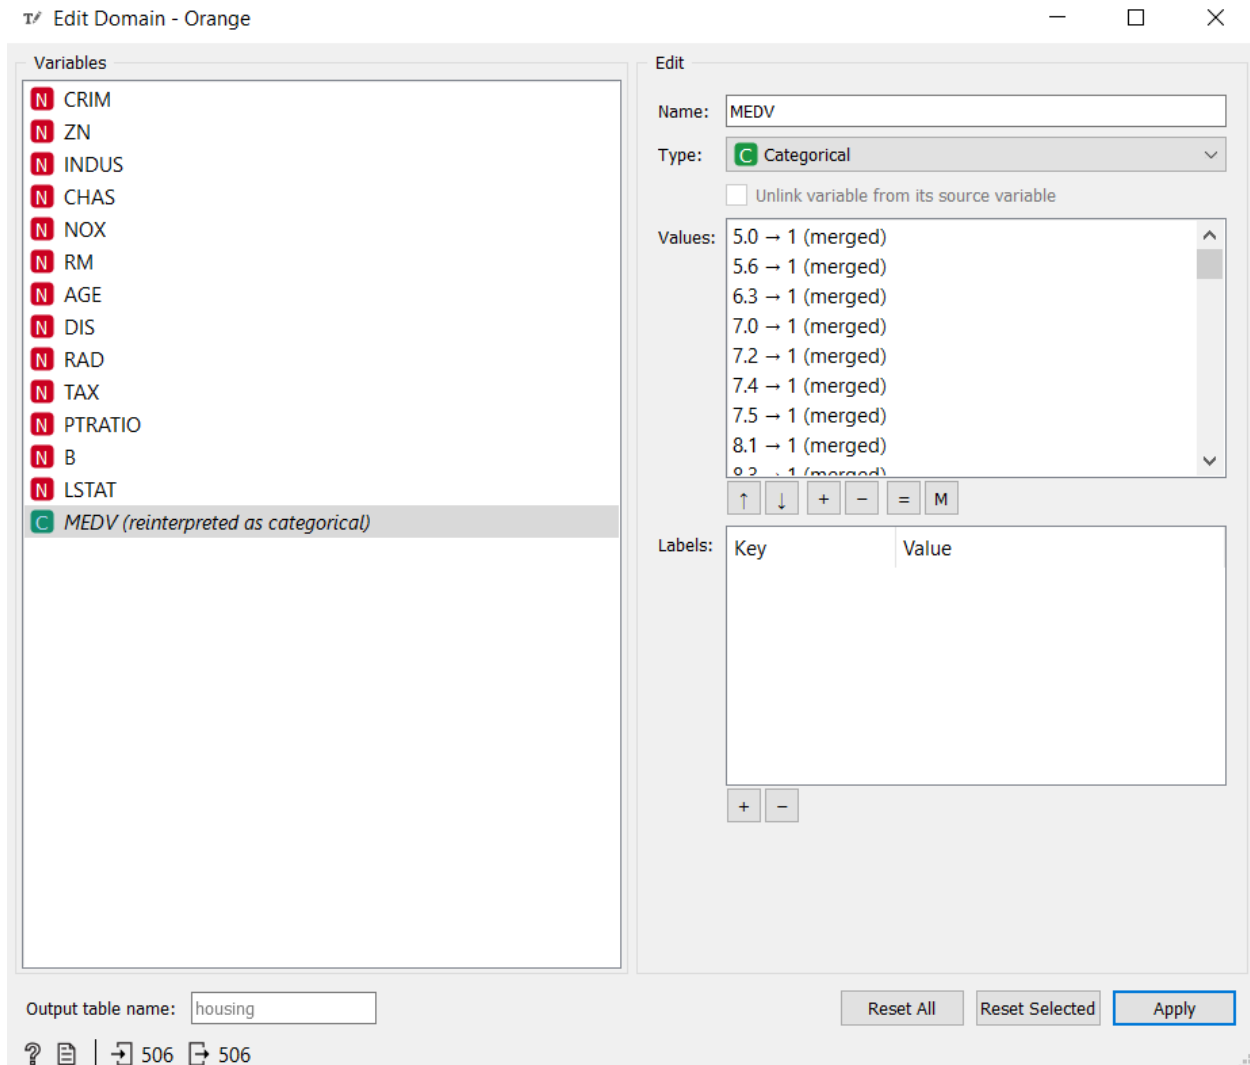 Edit Domain - Orange
Variables
N CRIM
N ZN
N INDUS
N CHAS
N NOX
N RM
N AGE
N DIS
N RAD
N TAX
N PTRATIO
N B
N LSTAT
C MEDV (reinterpreted as categorical)
Edit
Name: MEDV
Type: C Categorical
Unlink variable from its source variable
Values: 5.0 → 1 (merged)
5.6 → 1 (merged)
6.3 → 1 (merged)
7.0 → 1 (merged)
7.2 → 1 (merged)
7.4 → 1 (merged)
7.5 → 1 (merged)
8.1 → 1 (merged)
8.3 → 1 (merged)
↑ ↓ + − = M
Labels: Key Value
+ −
Output table name: housing
Reset All Reset Selected Apply
? 506 506